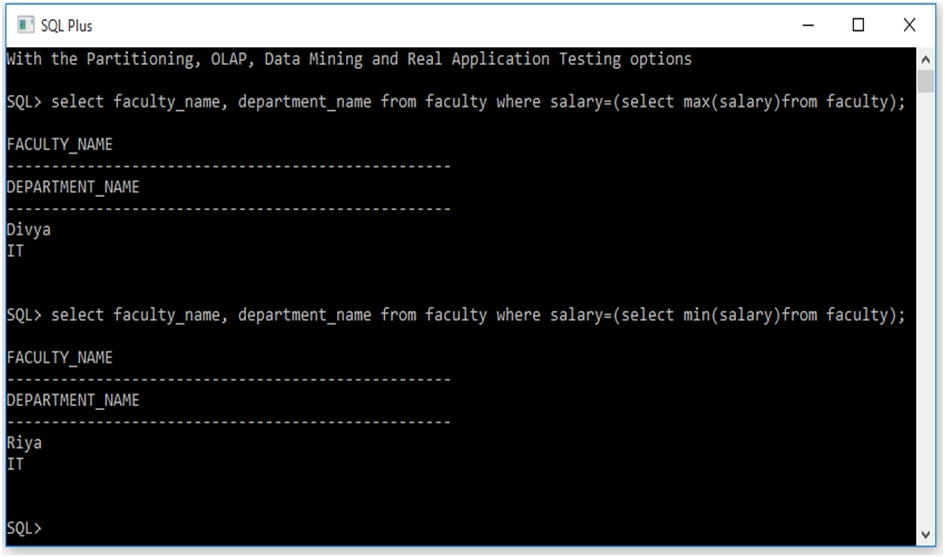 SQL Plus
With the Partitioning, OLAP, Data Mining and Real Application Testing options
SQL> select faculty_name, department_name from faculty where salary=(select max(salary)from faculty);
FACULTY_NAME
--------------------------------------------------
DEPARTMENT_NAME
--------------------------------------------------
Divya
IT
SQL> select faculty_name, department_name from faculty where salary=(select min(salary)from faculty);
FACULTY_NAME
--------------------------------------------------
DEPARTMENT_NAME
--------------------------------------------------
Riya
IT
SQL>